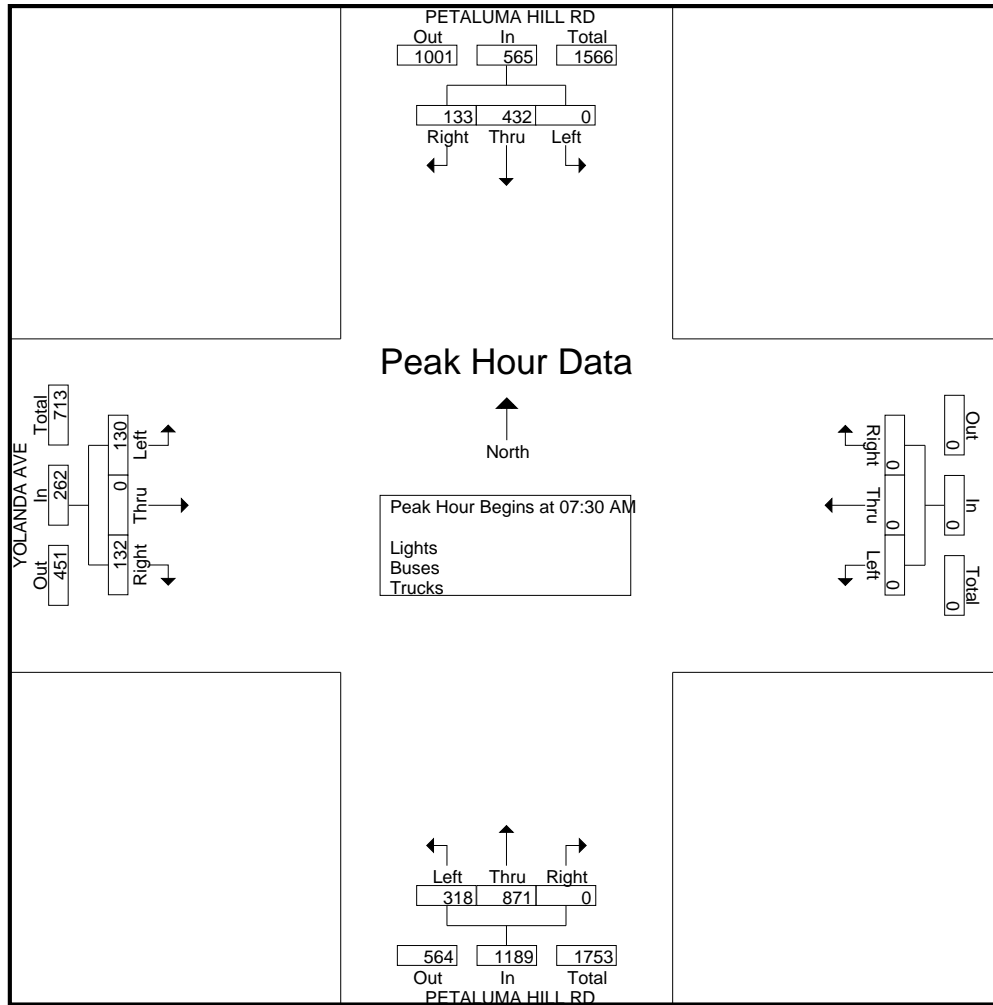 PETALUMA HILL RD
Out In Total
1001 565 1566
133 432 0
Right Thru Left
Peak Hour Data
North
Peak Hour Begins at 07:30 AM
Lights
Buses
Trucks
YOLANDA AVE
Out In Total
451 262 713
132 0 130
Right Thru Left
Out In Total
0 0 0
Right Thru Left
0 0 0
Left Thru Right
318 871 0
564 1189 1753
Out In Total
PETALUMA HILL RD